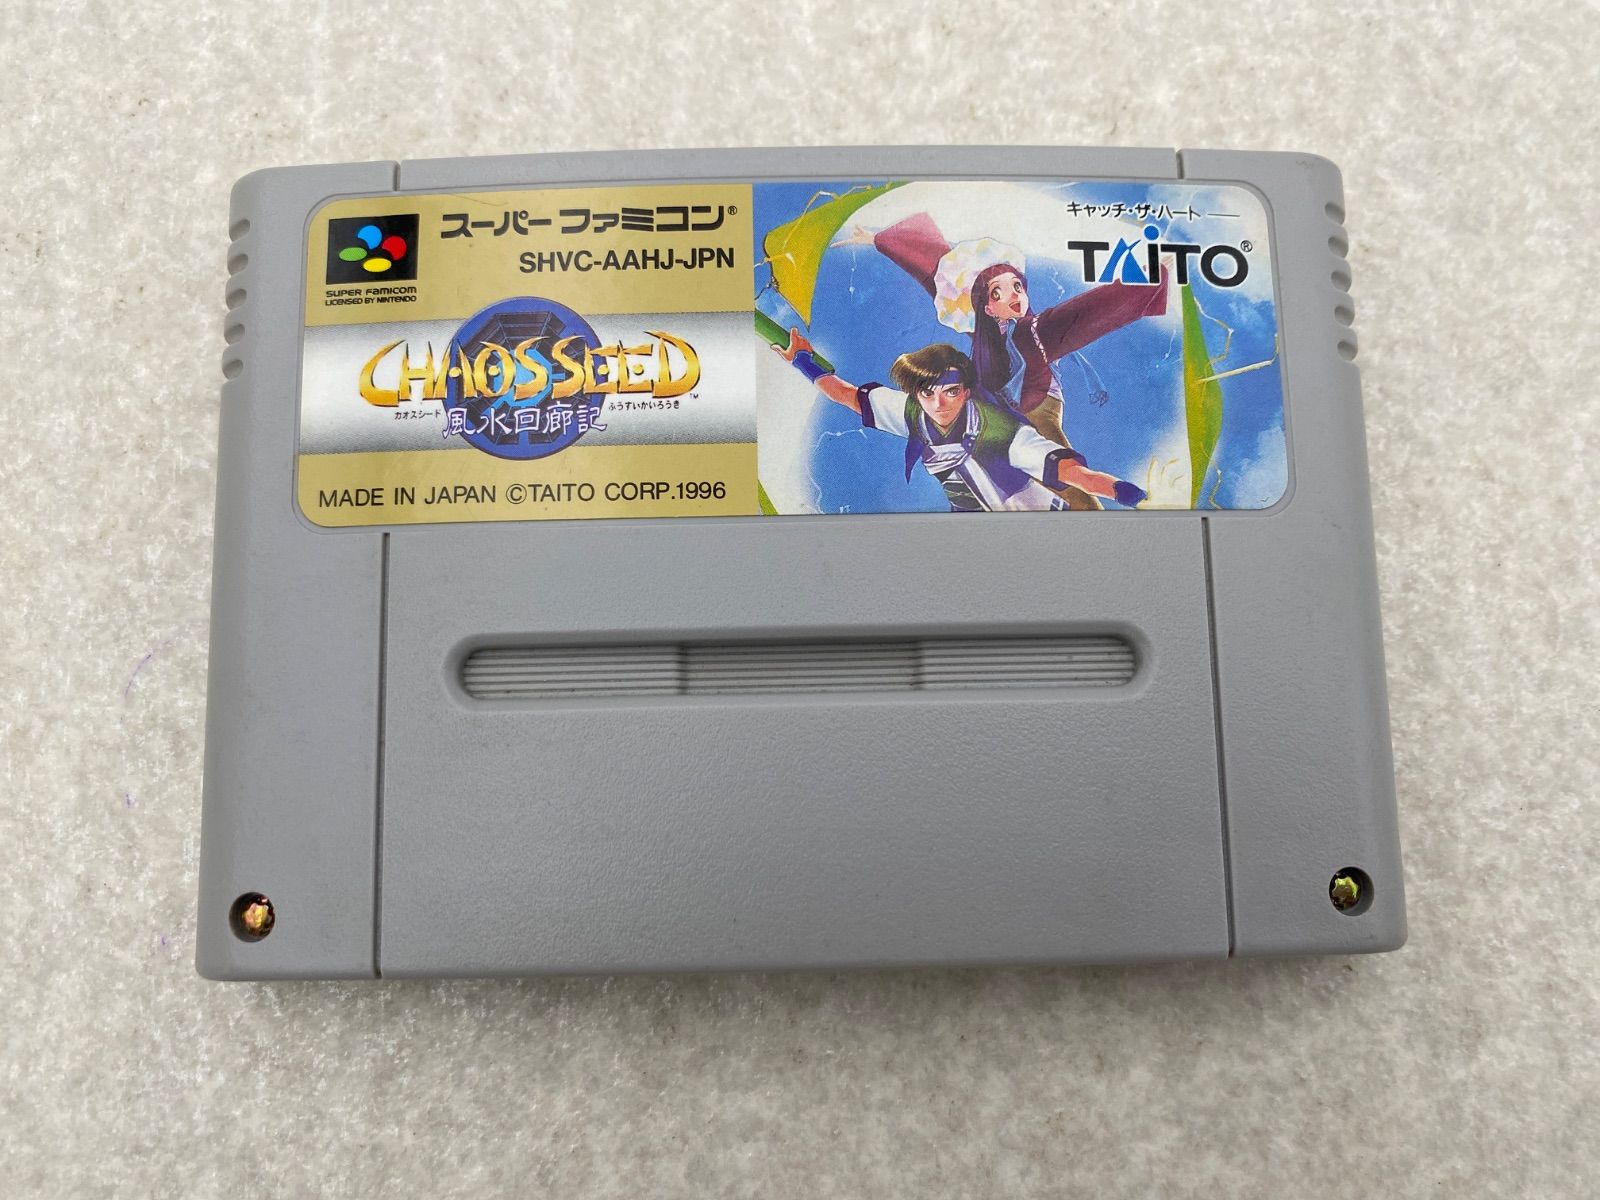 スーパーファミコン®
SHVC-AAHJ-JPN
SUPER FAMICOM
LICENSED BY NINTENDO
CHAOS SEED™
カオスシード 風水回廊記 ふうすいかいろうき
MADE IN JAPAN ©TAITO CORP.1996
キャッチ・ザ・ハート
TAITO®